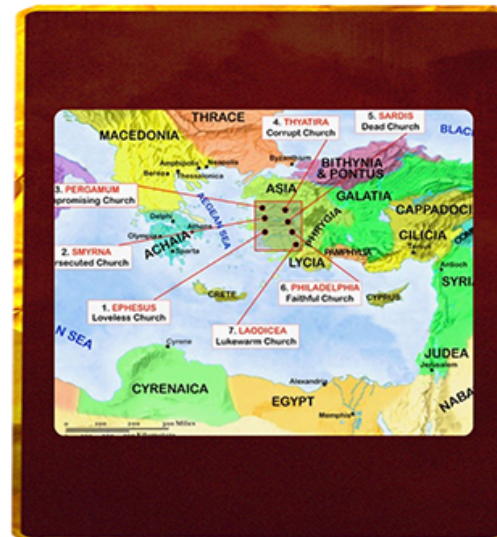 THRACE
MACEDONIA
4. THYATIRA
Corrupt Church
5. SARDIS
Dead Church
BLAC
Amphipolis
Neapolis
Berea
Thessalonica
Byzantium
BITHYNIA
& PONTUS
3. PERGAMUM
mpromising Church
ASIA
GALATIA
AEGEAN SEA
PHRYGIA
CAPPADOCI
Delphi
Athens
Olympia
ACHAIA
Sparta
CILICIA
Tarsus
COM
2. SMYRNA
ersecuted Church
PAMPHYLIA
LYCIA
Antioch
6. PHILADELPHIA
Faithful Church
SYRI
CRETE
CYPRUS
1. EPHESUS
Loveless Church
7. LAODICEA
Lukewarm Church
N SEA
Cyrene
JUDEA
Jerusalem
CYRENAICA
Alexandria
EGYPT
Memphis
NABA